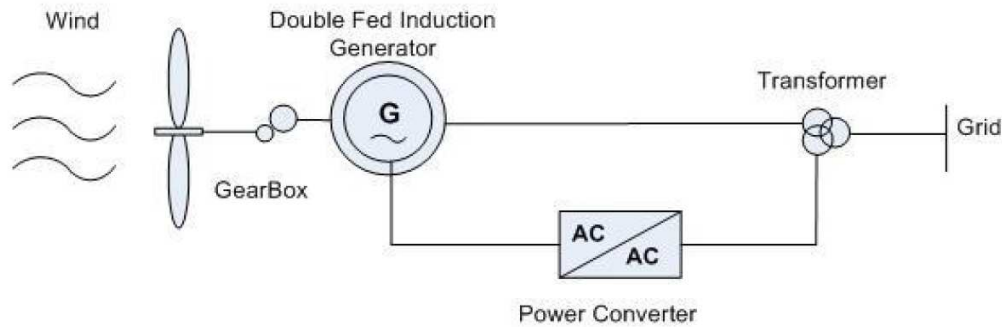 Wind
Double Fed Induction
Generator
Transformer
G
Grid
GearBox
AC
AC
Power Converter